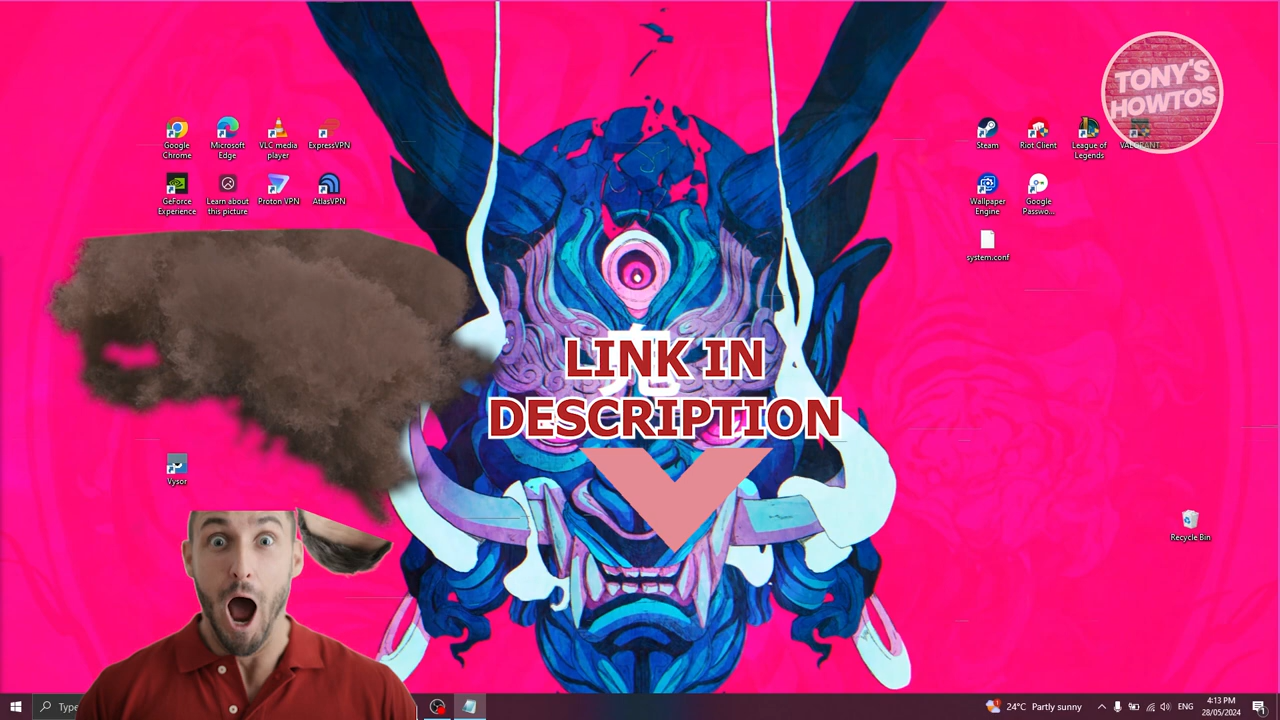 TONY'S
HOWTOS
Google
Chrome
Microsoft
Edge
VLC media
player
ExpressVPN
Steam
Riot Client
League of
Legends
GeForce
Experience
Learn about
this picture
Proton VPN
AtlasVPN
Wallpaper
Engine
Google
Passwo...
system.conf
LINK IN
DESCRIPTION
Vysor
Recycle Bin
Type
24°C Partly sunny
ENG
4:13 PM
28/05/2024